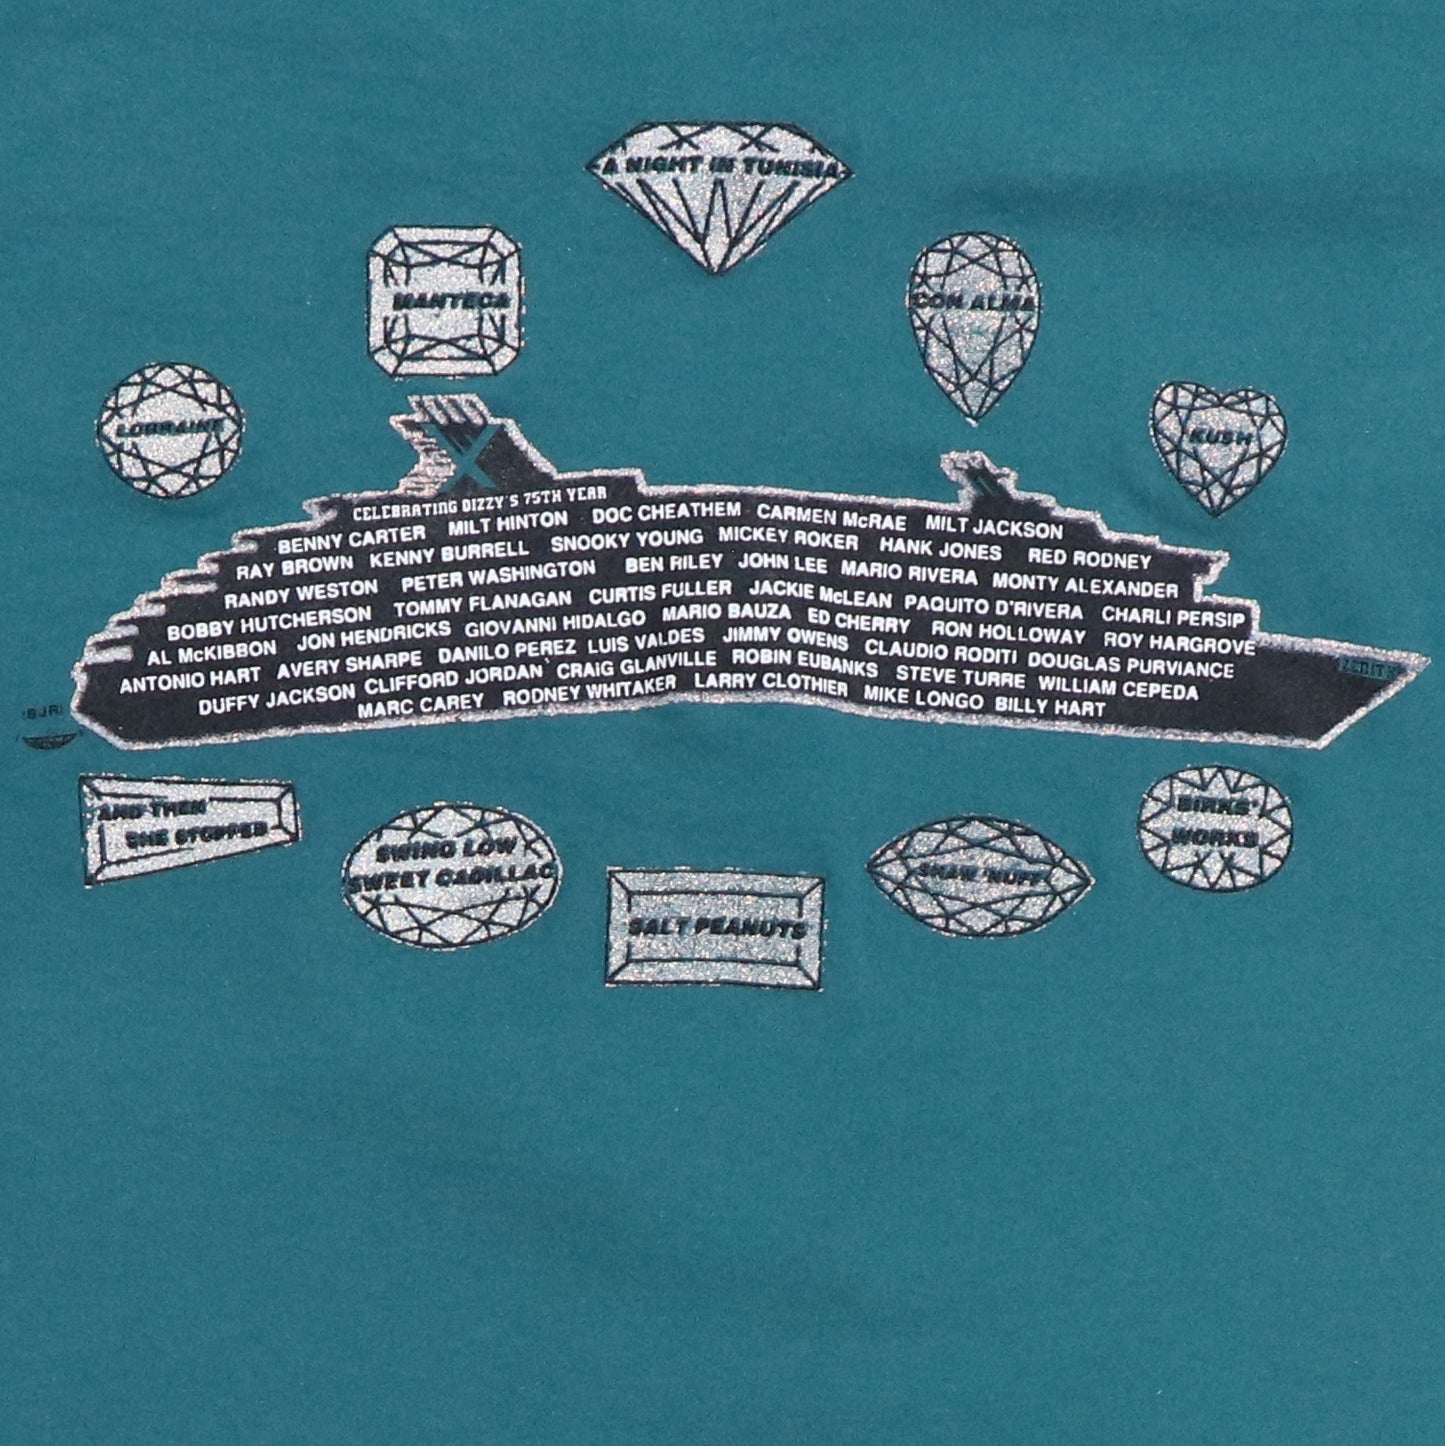 A NIGHT IN TUNISIA
MANTECA
CON ALMA
LORRAINE
KUSH
X
CELEBRATING DIZZY'S 75TH YEAR
BENNY CARTER MILT HINTON DOC CHEATHEM CARMEN McRAE MILT JACKSON
RAY BROWN KENNY BURRELL SNOOKY YOUNG MICKEY ROKER HANK JONES RED RODNEY
RANDY WESTON PETER WASHINGTON BEN RILEY JOHN LEE MARIO RIVERA MONTY ALEXANDER
BOBBY HUTCHERSON TOMMY FLANAGAN CURTIS FULLER JACKIE McLEAN PAQUITO D'RIVERA CHARLI PERSIP
AL McKIBBON JON HENDRICKS GIOVANNI HIDALGO MARIO BAUZA ED CHERRY RON HOLLOWAY ROY HARGROVE
ANTONIO HART AVERY SHARPE DANILO PEREZ LUIS VALDES JIMMY OWENS CLAUDIO RODITI DOUGLAS PURVIANCE
DUFFY JACKSON CLIFFORD JORDAN CRAIG GLANVILLE ROBIN EUBANKS STEVE TURRE WILLIAM CEPEDA
MARC CAREY RODNEY WHITAKER LARRY CLOTHIER MIKE LONGO BILLY HART
ZENITH
AND THEN
SHE STOPPED
SWING LOW
SWEET CADILLAC
SALT PEANUTS
SHAW 'NUFF
BIRKS'
WORKS